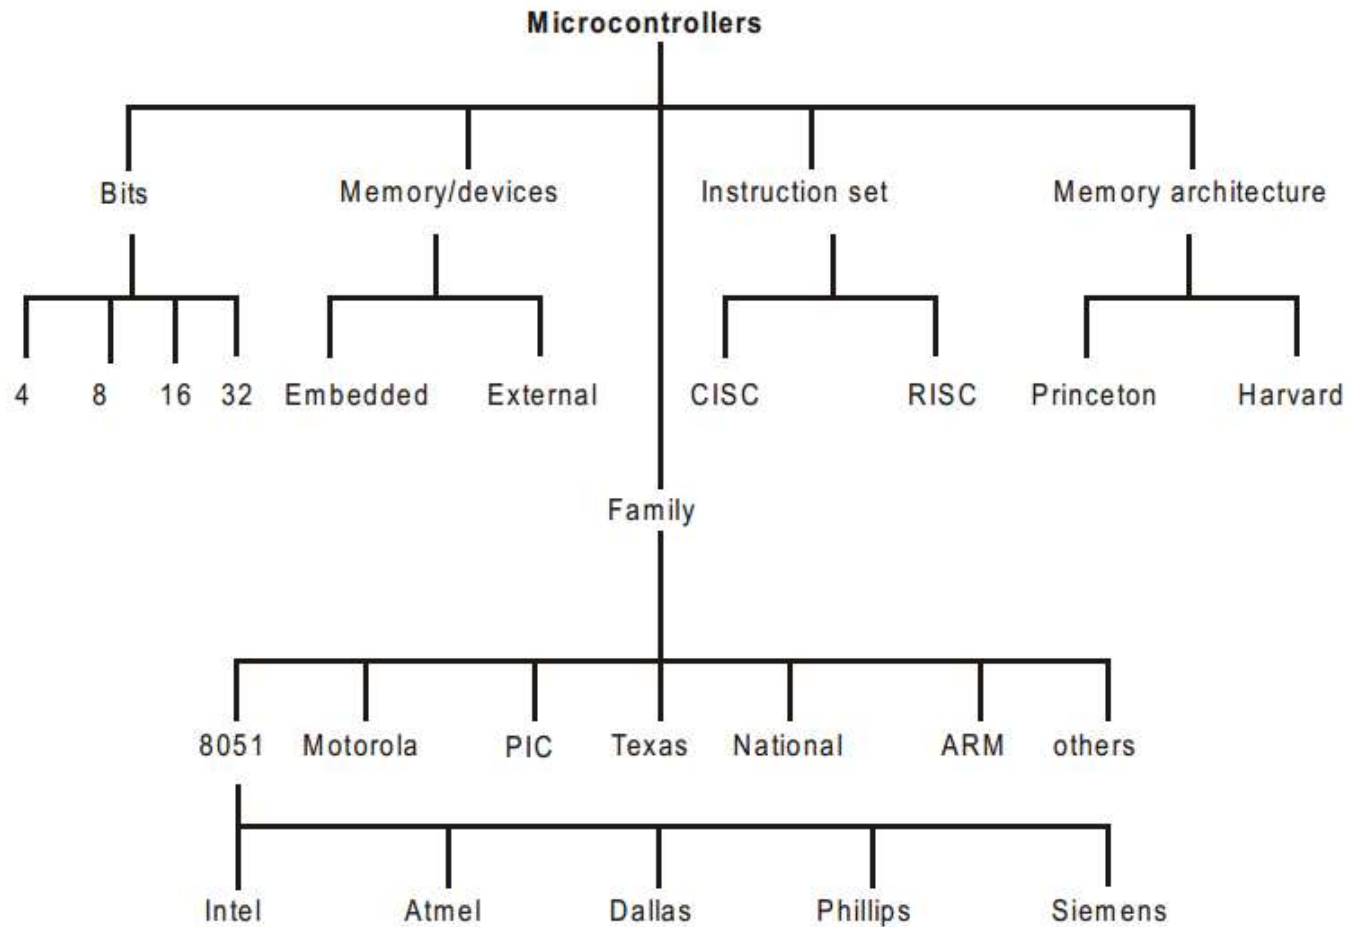 Microcontrollers
Bits Memory/devices Instruction set Memory architecture
4 8 16 32 Embedded External CISC RISC Princeton Harvard
Family
8051 Motorola PIC Texas National ARM others
Intel Atmel Dallas Phillips Siemens